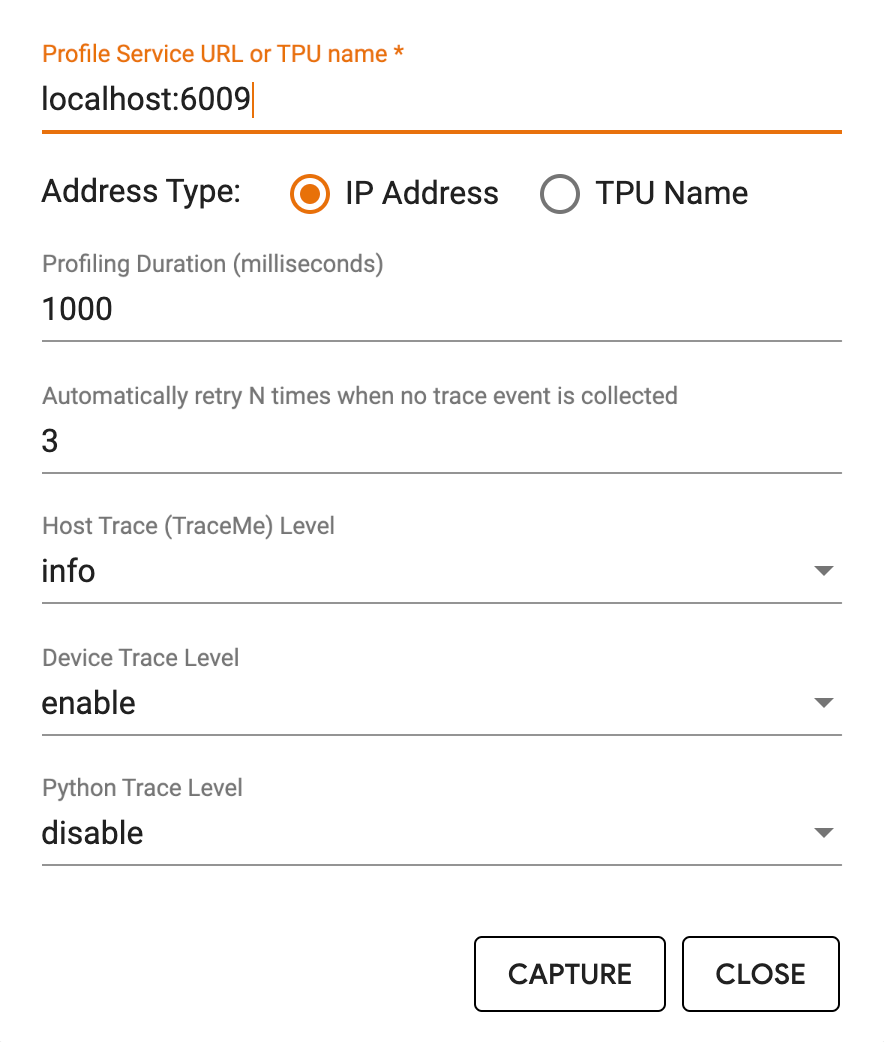 Profile Service URL or TPU name *
localhost:6009
Address Type: IP Address TPU Name
Profiling Duration (milliseconds)
1000
Automatically retry N times when no trace event is collected
3
Host Trace (TraceMe) Level
info
Device Trace Level
enable
Python Trace Level
disable
CAPTURE CLOSE